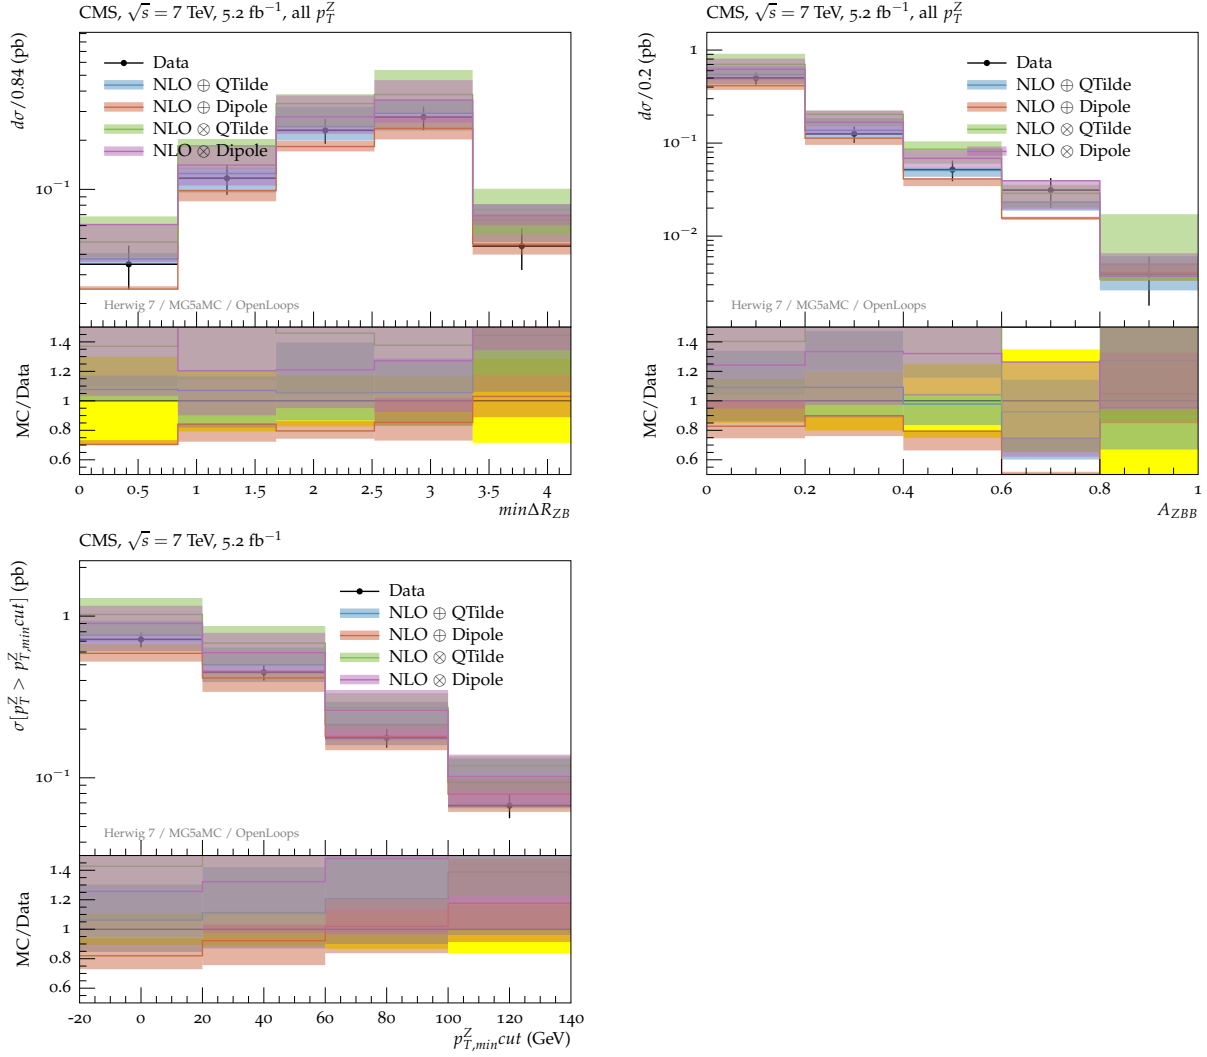 CMS, √s = 7 TeV, 5.2 fb⁻¹, all p_T^Z
dσ/0.84 (pb)
Data
NLO ⊕ QTilde
NLO ⊕ Dipole
NLO ⊗ QTilde
NLO ⊗ Dipole
10⁻¹
Herwig 7 / MG5aMC / OpenLoops
MC/Data
1.4
1.2
1
0.8
0.6
0 0.5 1 1.5 2 2.5 3 3.5 4
minΔR_ZB
CMS, √s = 7 TeV, 5.2 fb⁻¹, all p_T^Z
dσ/0.2 (pb)
Data
NLO ⊕ QTilde
NLO ⊕ Dipole
NLO ⊗ QTilde
NLO ⊗ Dipole
1
10⁻¹
10⁻²
Herwig 7 / MG5aMC / OpenLoops
MC/Data
1.4
1.2
1
0.8
0.6
0 0.2 0.4 0.6 0.8 1
A_ZBB
CMS, √s = 7 TeV, 5.2 fb⁻¹
σ[p_T^Z > p_{T,min}^Z cut] (pb)
Data
NLO ⊕ QTilde
NLO ⊕ Dipole
NLO ⊗ QTilde
NLO ⊗ Dipole
1
10⁻¹
Herwig 7 / MG5aMC / OpenLoops
MC/Data
1.4
1.2
1
0.8
0.6
-20 0 20 40 60 80 100 120 140
p_{T,min}^Z cut (GeV)